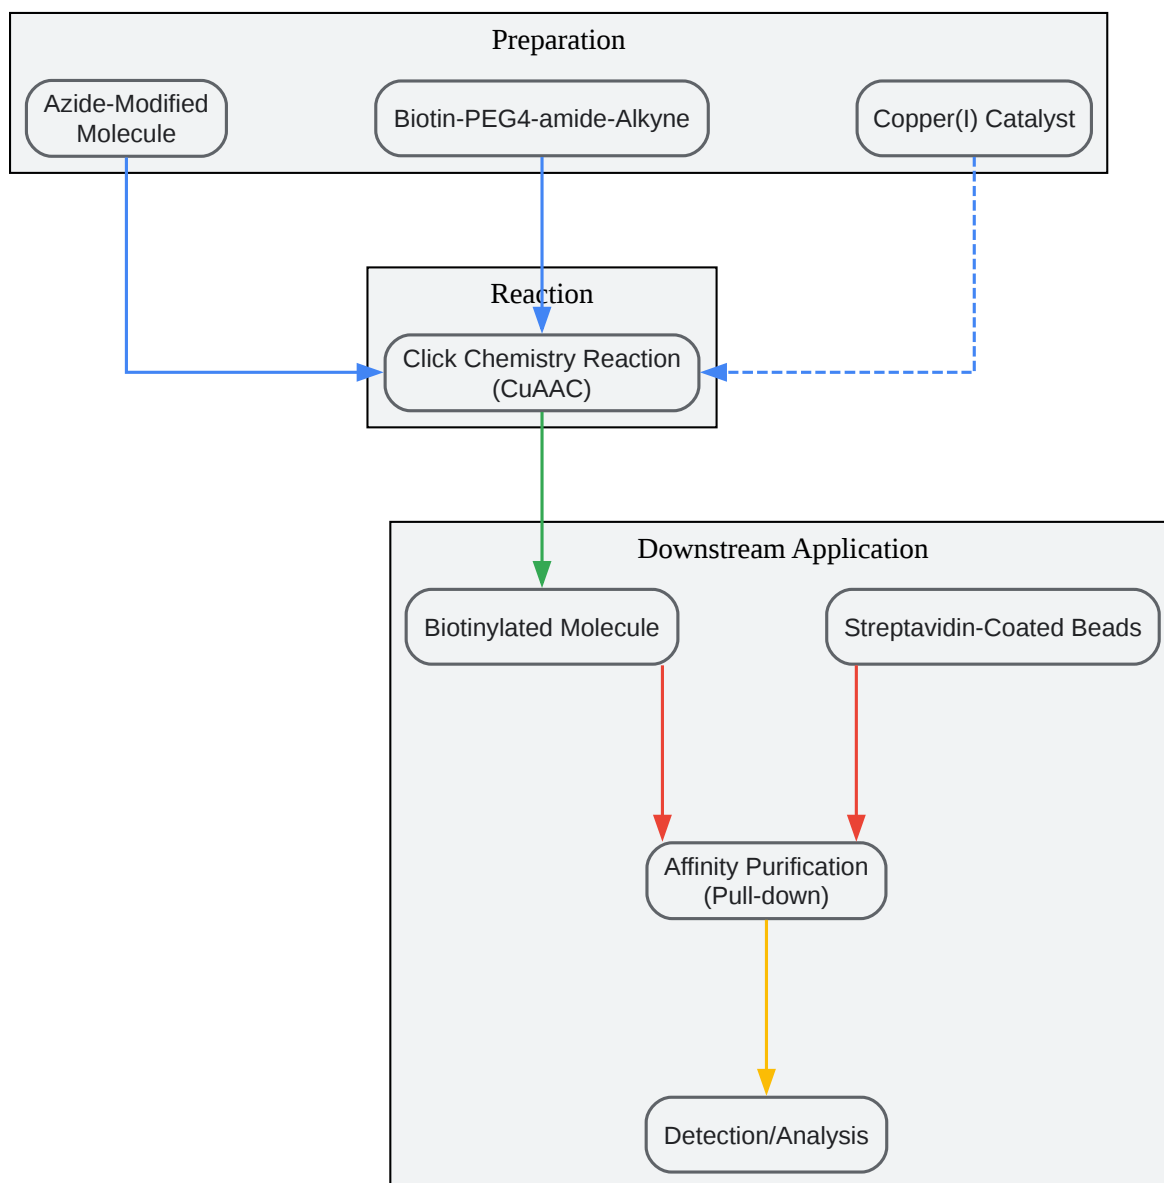 Preparation
Azide-Modified
Molecule
Biotin-PEG4-amide-Alkyne
Copper(I) Catalyst
Reaction
Click Chemistry Reaction
(CuAAC)
Downstream Application
Biotinylated Molecule
Streptavidin-Coated Beads
Affinity Purification
(Pull-down)
Detection/Analysis